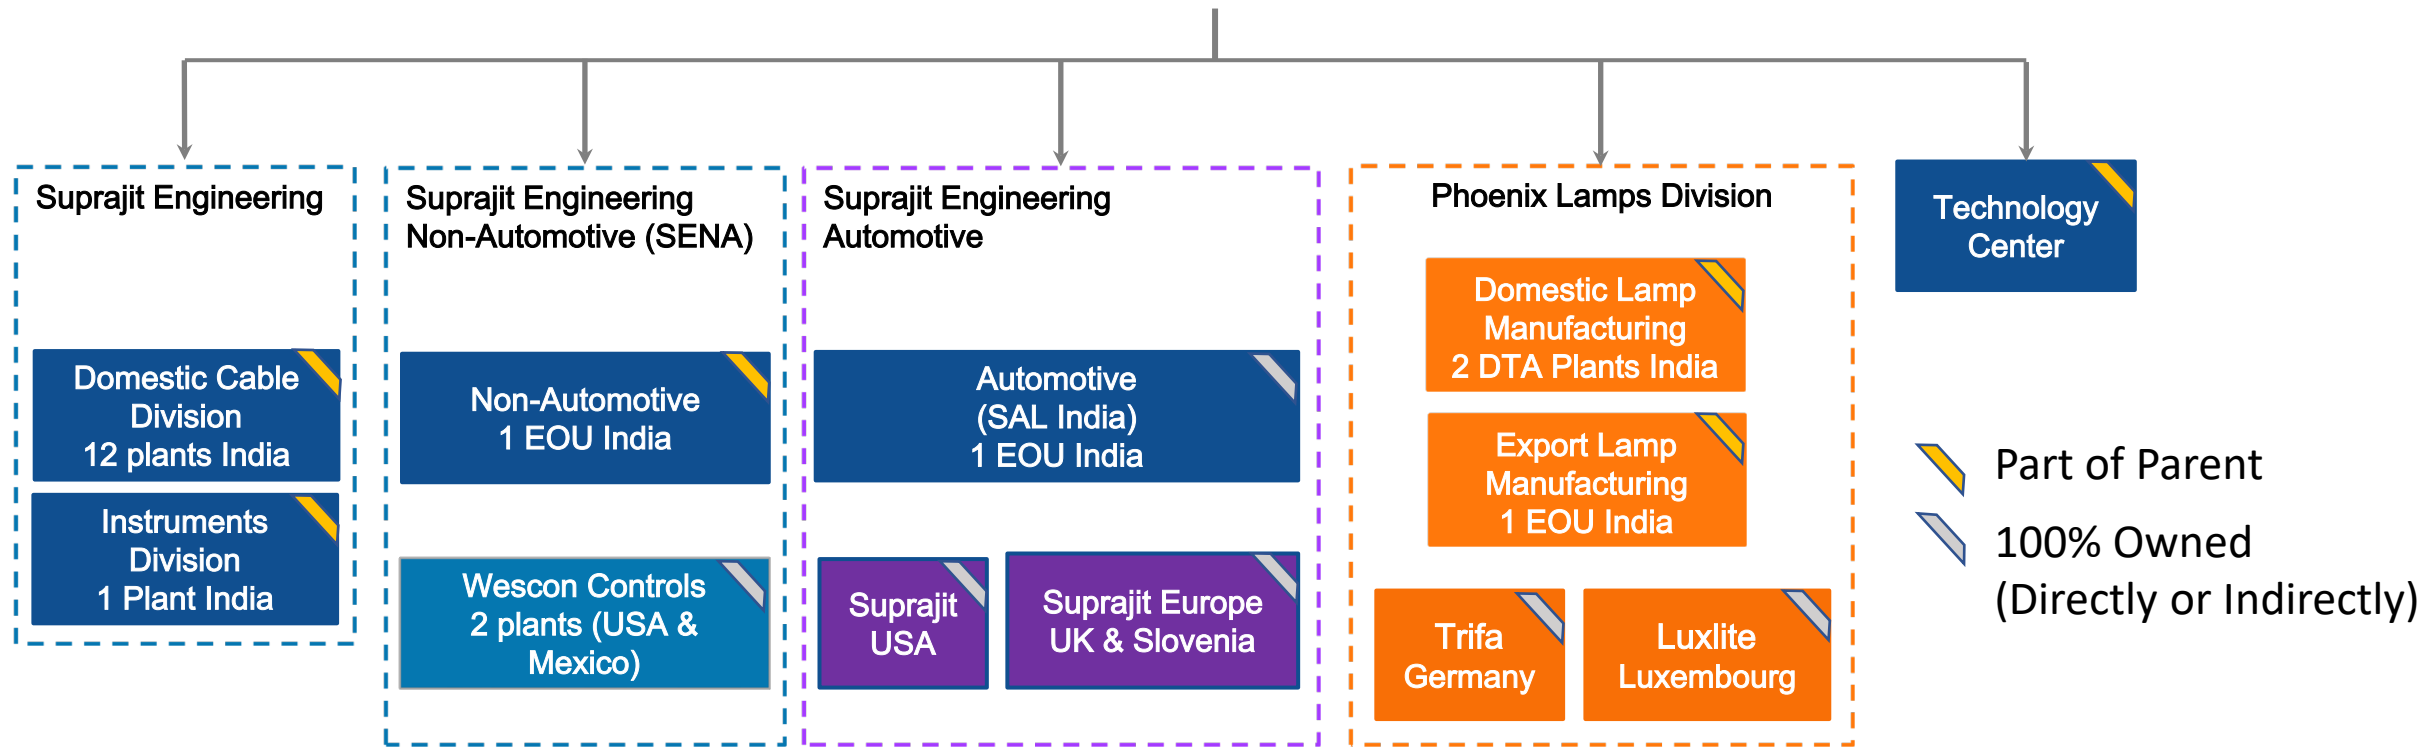 Suprajit Engineering
Domestic Cable
Division
12 plants India
Instruments
Division
1 Plant India
Suprajit Engineering
Non-Automotive (SENA)
Non-Automotive
1 EOU India
Wescon Controls
2 plants (USA &
Mexico)
Suprajit Engineering
Automotive
Automotive
(SAL India)
1 EOU India
Suprajit
USA
Suprajit Europe
UK & Slovenia
Phoenix Lamps Division
Domestic Lamp
Manufacturing
2 DTA Plants India
Export Lamp
Manufacturing
1 EOU India
Trifa
Germany
Luxlite
Luxembourg
Technology
Center
Part of Parent
100% Owned
(Directly or Indirectly)